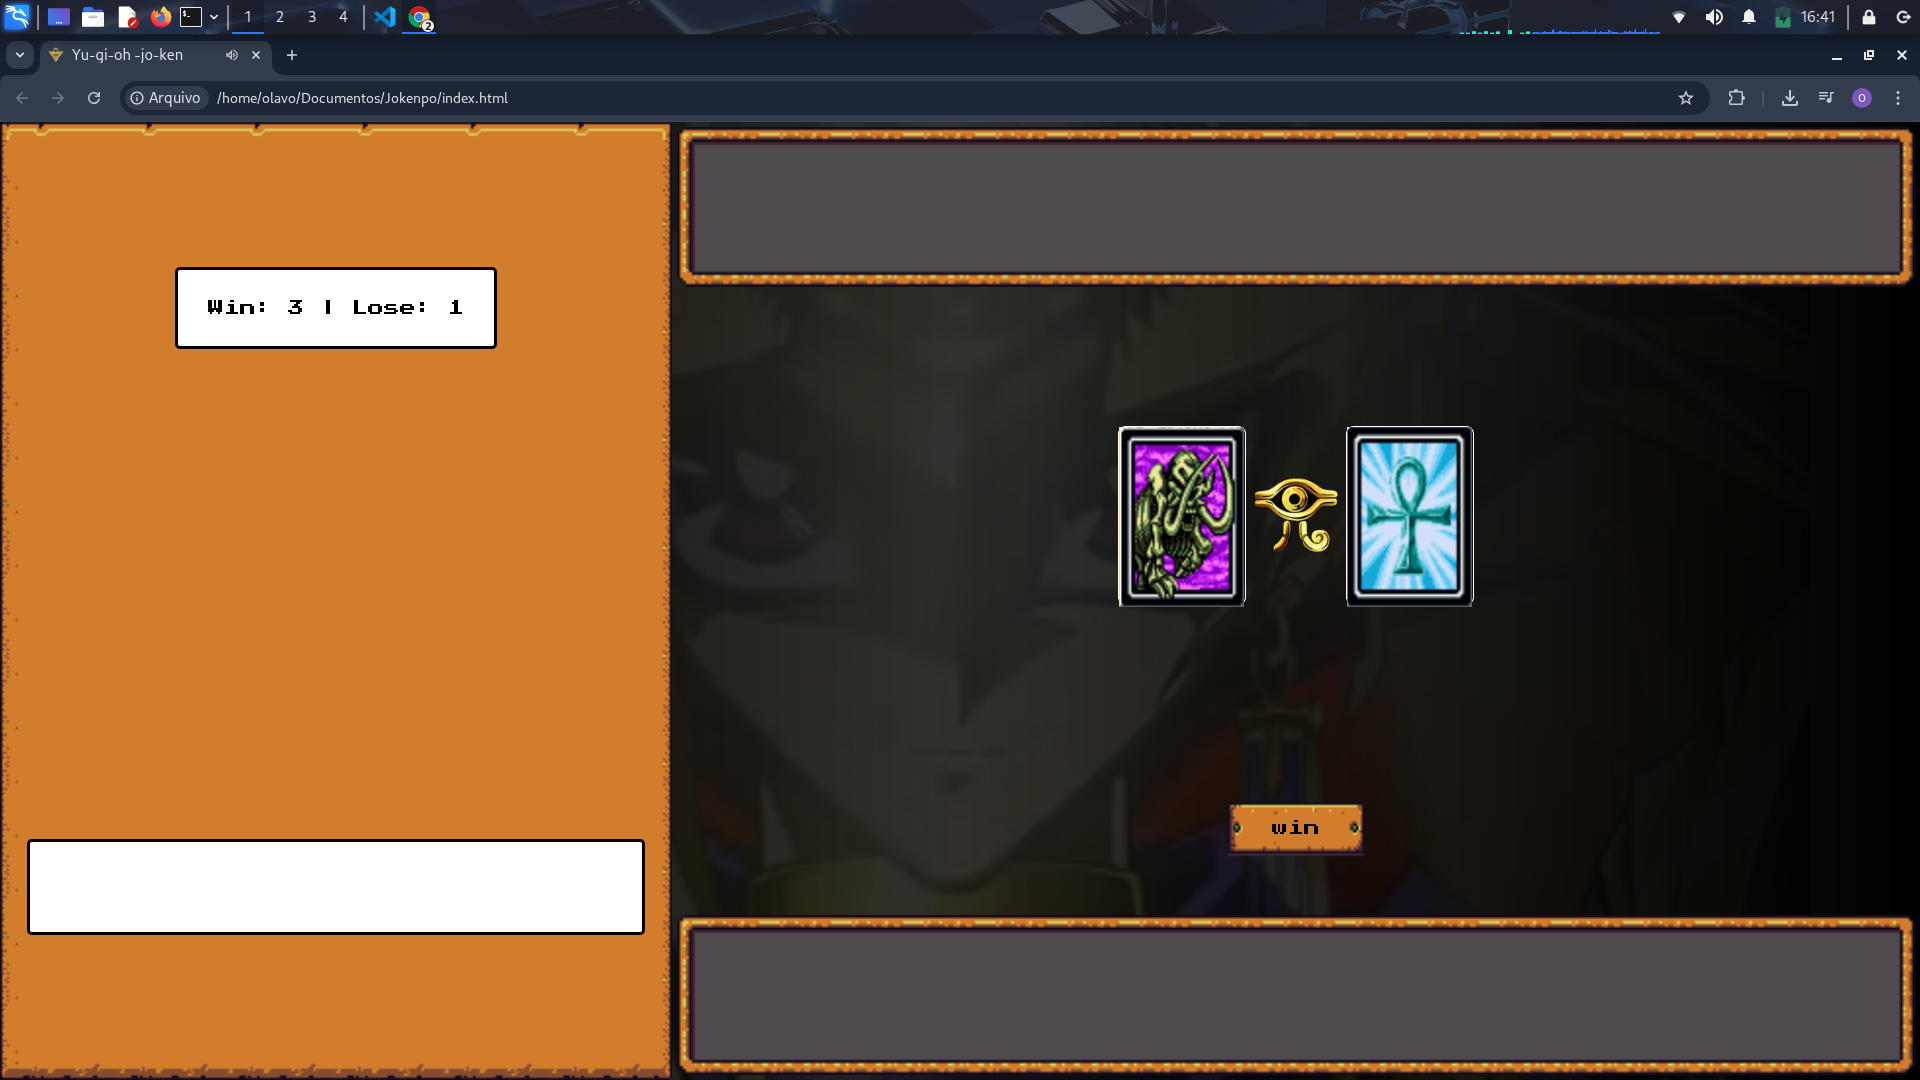 1 2 3 4 2 16:41
Yu-gi-oh -jo-ken
Arquivo /home/olavo/Documentos/Jokenpo/index.html O
Win: 3 | Lose: 1
win